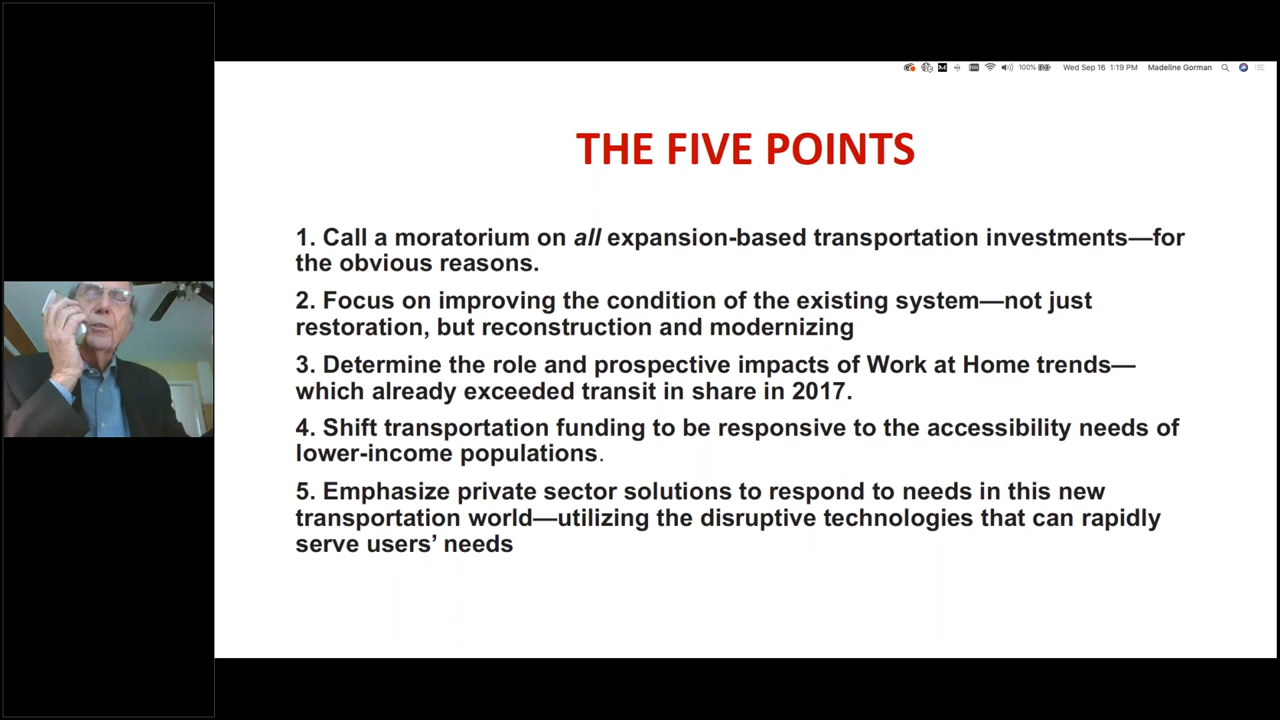 100% Wed Sep 16 1:19 PM Madeline Gorman
THE FIVE POINTS
1. Call a moratorium on all expansion-based transportation investments—for
the obvious reasons.
2. Focus on improving the condition of the existing system—not just
restoration, but reconstruction and modernizing
3. Determine the role and prospective impacts of Work at Home trends—
which already exceeded transit in share in 2017.
4. Shift transportation funding to be responsive to the accessibility needs of
lower-income populations.
5. Emphasize private sector solutions to respond to needs in this new
transportation world—utilizing the disruptive technologies that can rapidly
serve users’ needs